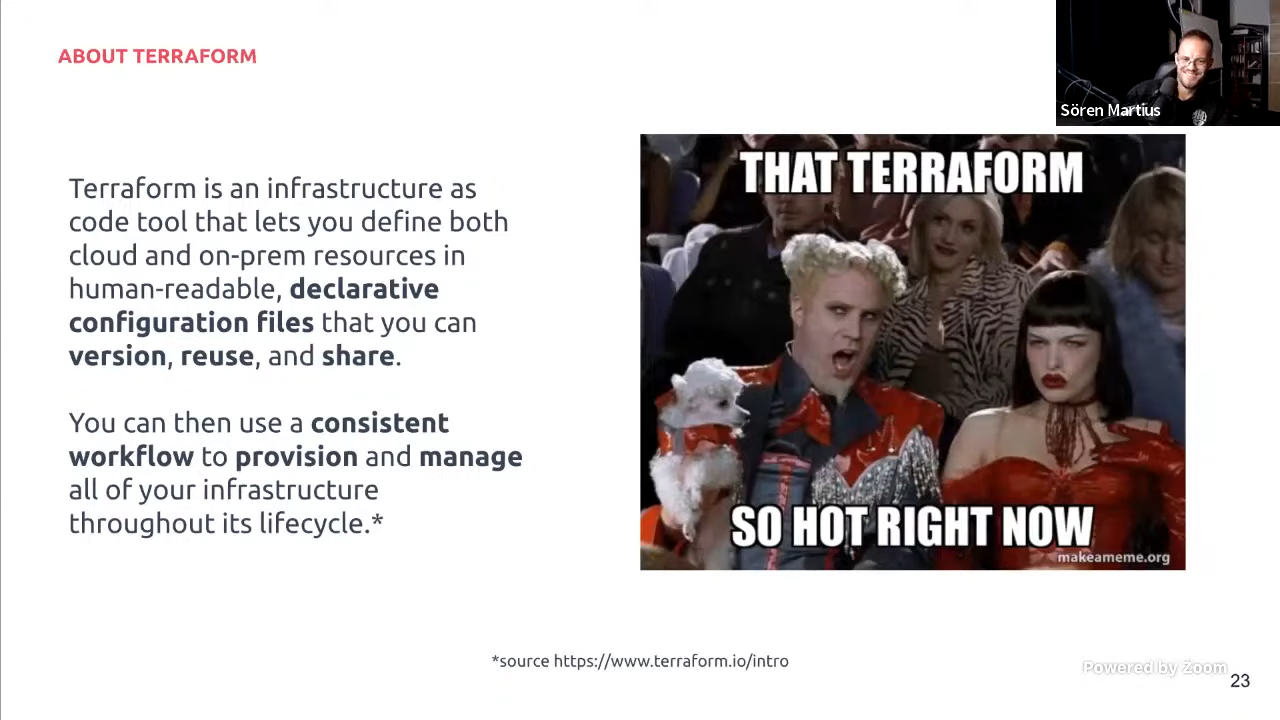 ABOUT TERRAFORM
Sören Martius
Terraform is an infrastructure as
code tool that lets you define both
cloud and on-prem resources in
human-readable, declarative
configuration files that you can
version, reuse, and share.
You can then use a consistent
workflow to provision and manage
all of your infrastructure
throughout its lifecycle.*
THAT TERRAFORM
SO HOT RIGHT NOW
makeameme.org
*source https://www.terraform.io/intro
Powered by Zoom
23